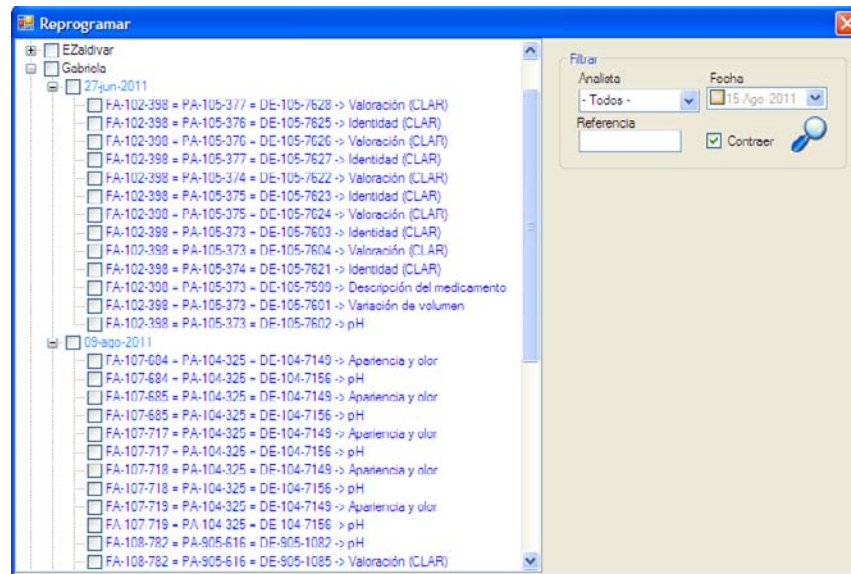 Reprogramar
EZaldivar
Gabriela
27-jun-2011
FA-102-398 = PA-105-377 = DE-105-7628 -> Valoración (CLAR)
FA-102-398 = PA-105-376 = DE-105-7625 -> Identidad (CLAR)
FA-102-398 = PA-105-376 = DE-105-7626 -> Valoración (CLAR)
FA-102-398 = PA-105-377 = DE-105-7627 -> Identidad (CLAR)
FA-102-398 = PA-105-374 = DE-105-7622 -> Valoración (CLAR)
FA-102-398 = PA-105-375 = DE-105-7623 -> Identidad (CLAR)
FA-102-398 = PA-105-375 = DE-105-7624 -> Valoración (CLAR)
FA-102-398 = PA-105-373 = DE-105-7603 -> Identidad (CLAR)
FA-102-398 = PA-105-373 = DE-105-7604 -> Valoración (CLAR)
FA-102-398 = PA-105-374 = DE-105-7621 -> Identidad (CLAR)
FA-102-398 = PA-105-373 = DE-105-7599 -> Descripción del medicamento
FA-102-398 = PA-105-373 = DE-105-7601 -> Variación de volumen
FA-102-398 = PA-105-373 = DE-105-7602 -> pH
09-ago-2011
FA-107-684 = PA-104-325 = DE-104-7149 -> Apariencia y olor
FA-107-684 = PA-104-325 = DE-104-7156 -> pH
FA-107-685 = PA-104-325 = DE-104-7149 -> Apariencia y olor
FA-107-685 = PA-104-325 = DE-104-7156 -> pH
FA-107-717 = PA-104-325 = DE-104-7149 -> Apariencia y olor
FA-107-717 = PA-104-325 = DE-104-7156 -> pH
FA-107-718 = PA-104-325 = DE-104-7149 -> Apariencia y olor
FA-107-718 = PA-104-325 = DE-104-7156 -> pH
FA-107-719 = PA-104-325 = DE-104-7149 -> Apariencia y olor
FA-107-719 = PA-104-325 = DE-104-7156 -> pH
FA-108-782 = PA-905-616 = DE-905-1082 -> pH
FA-108-782 = PA-905-616 = DE-905-1085 -> Valoración (CLAR)
Filtrar
Analista Fecha
- Todos - 15-Ago-2011
Referencia
Contraer